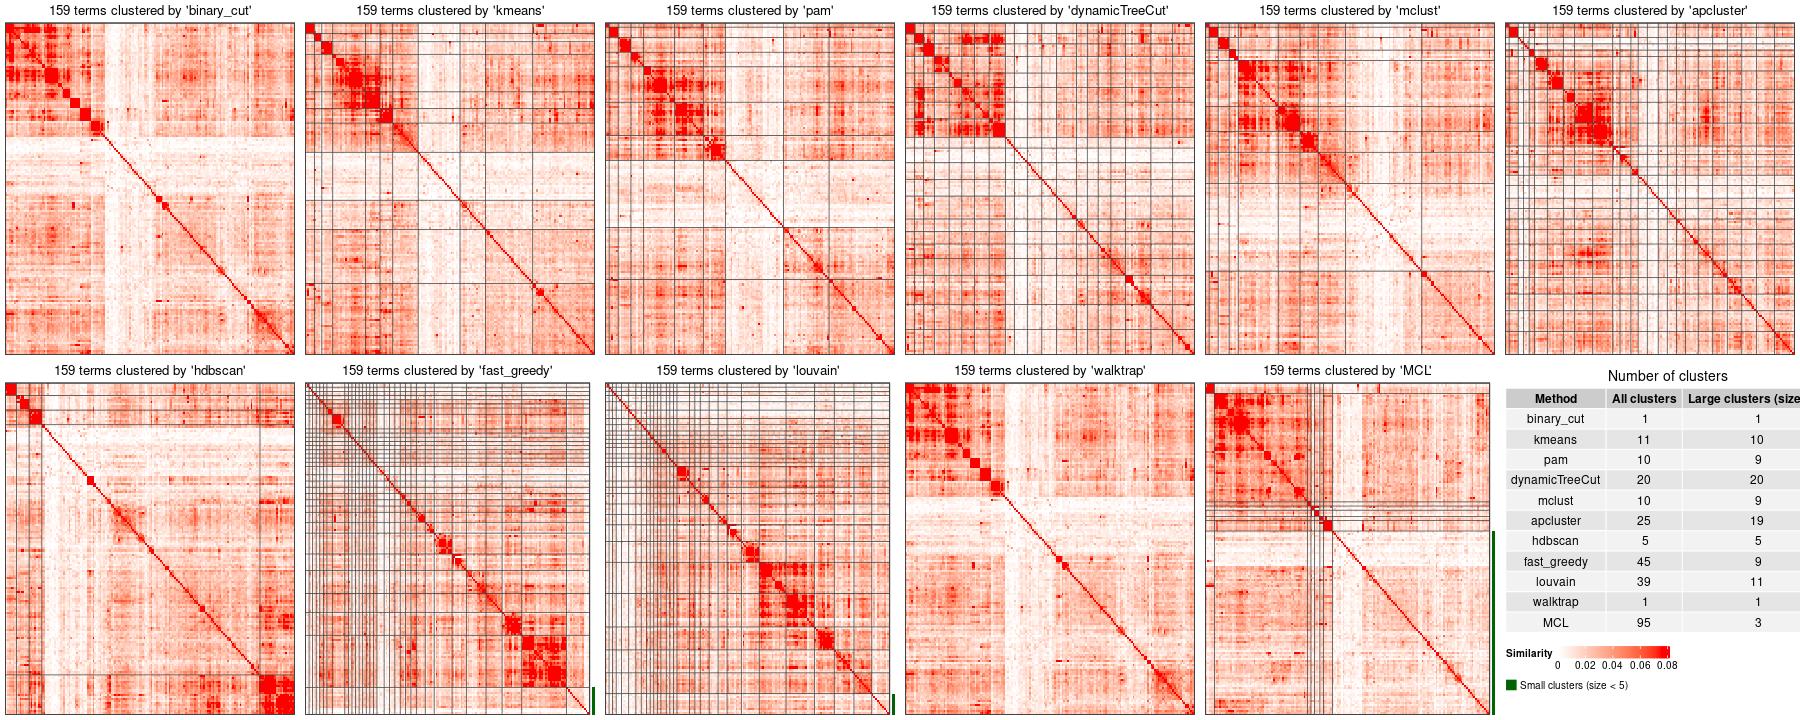 159 terms clustered by 'binary_cut'
159 terms clustered by 'kmeans'
159 terms clustered by 'pam'
159 terms clustered by 'dynamicTreeCut'
159 terms clustered by 'mclust'
159 terms clustered by 'apcluster'
159 terms clustered by 'hdbscan'
159 terms clustered by 'fast_greedy'
159 terms clustered by 'louvain'
159 terms clustered by 'walktrap'
159 terms clustered by 'MCL'
Number of clusters
Method All clusters Large clusters (size
binary_cut 1 1
kmeans 11 10
pam 10 9
dynamicTreeCut 20 20
mclust 10 9
apcluster 25 19
hdbscan 5 5
fast_greedy 45 9
louvain 39 11
walktrap 1 1
MCL 95 3
Similarity
0 0.02 0.04 0.06 0.08
Small clusters (size < 5)